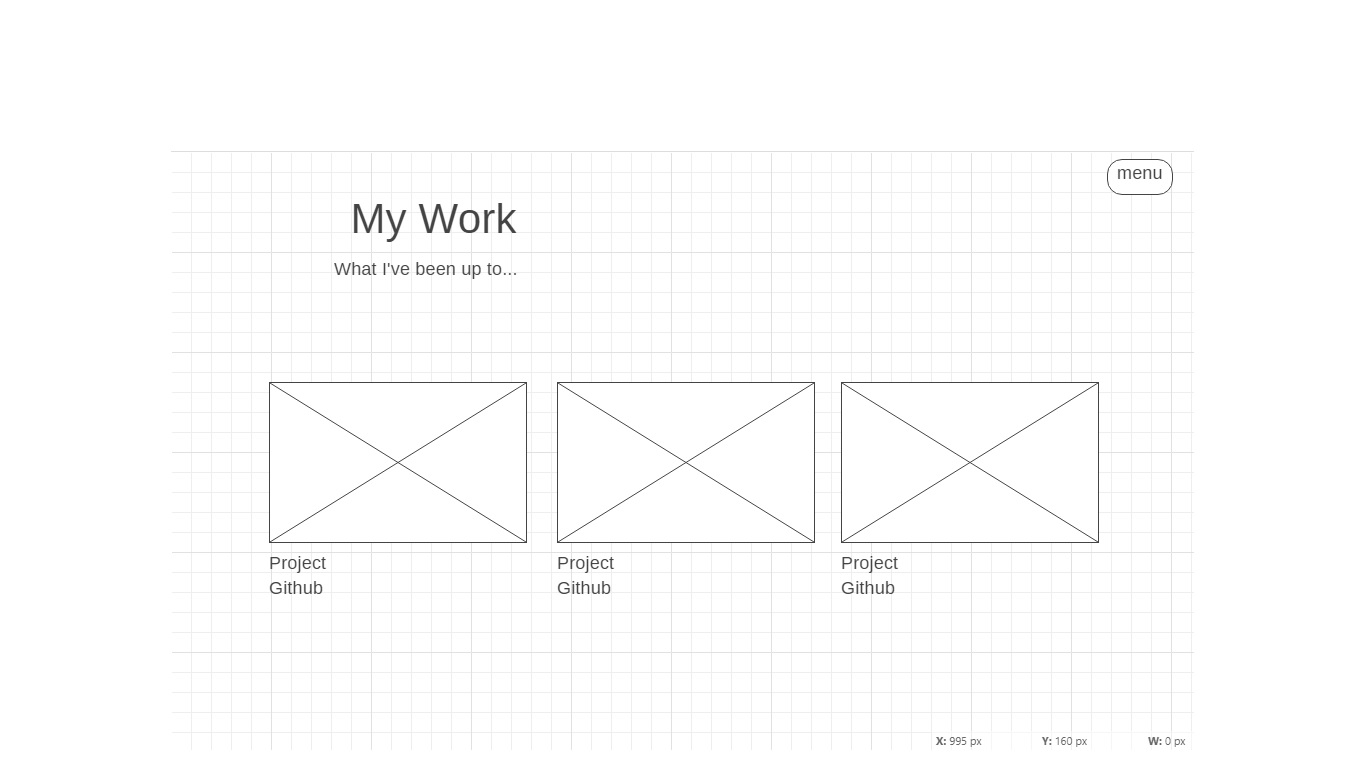 menu
My Work
What I've been up to...
Project
Github
Project
Github
Project
Github
X: 995 px Y: 160 px W: 0 px